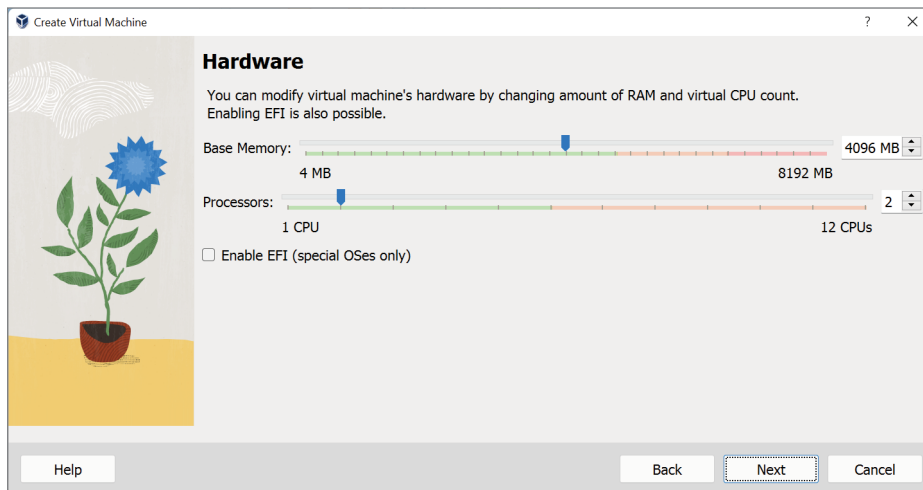 Create Virtual Machine
?
Hardware
You can modify virtual machine's hardware by changing amount of RAM and virtual CPU count.
Enabling EFI is also possible.
Base Memory: 4096 MB
4 MB 8192 MB
Processors: 2
1 CPU 12 CPUs
Enable EFI (special OSes only)
Help Back Next Cancel